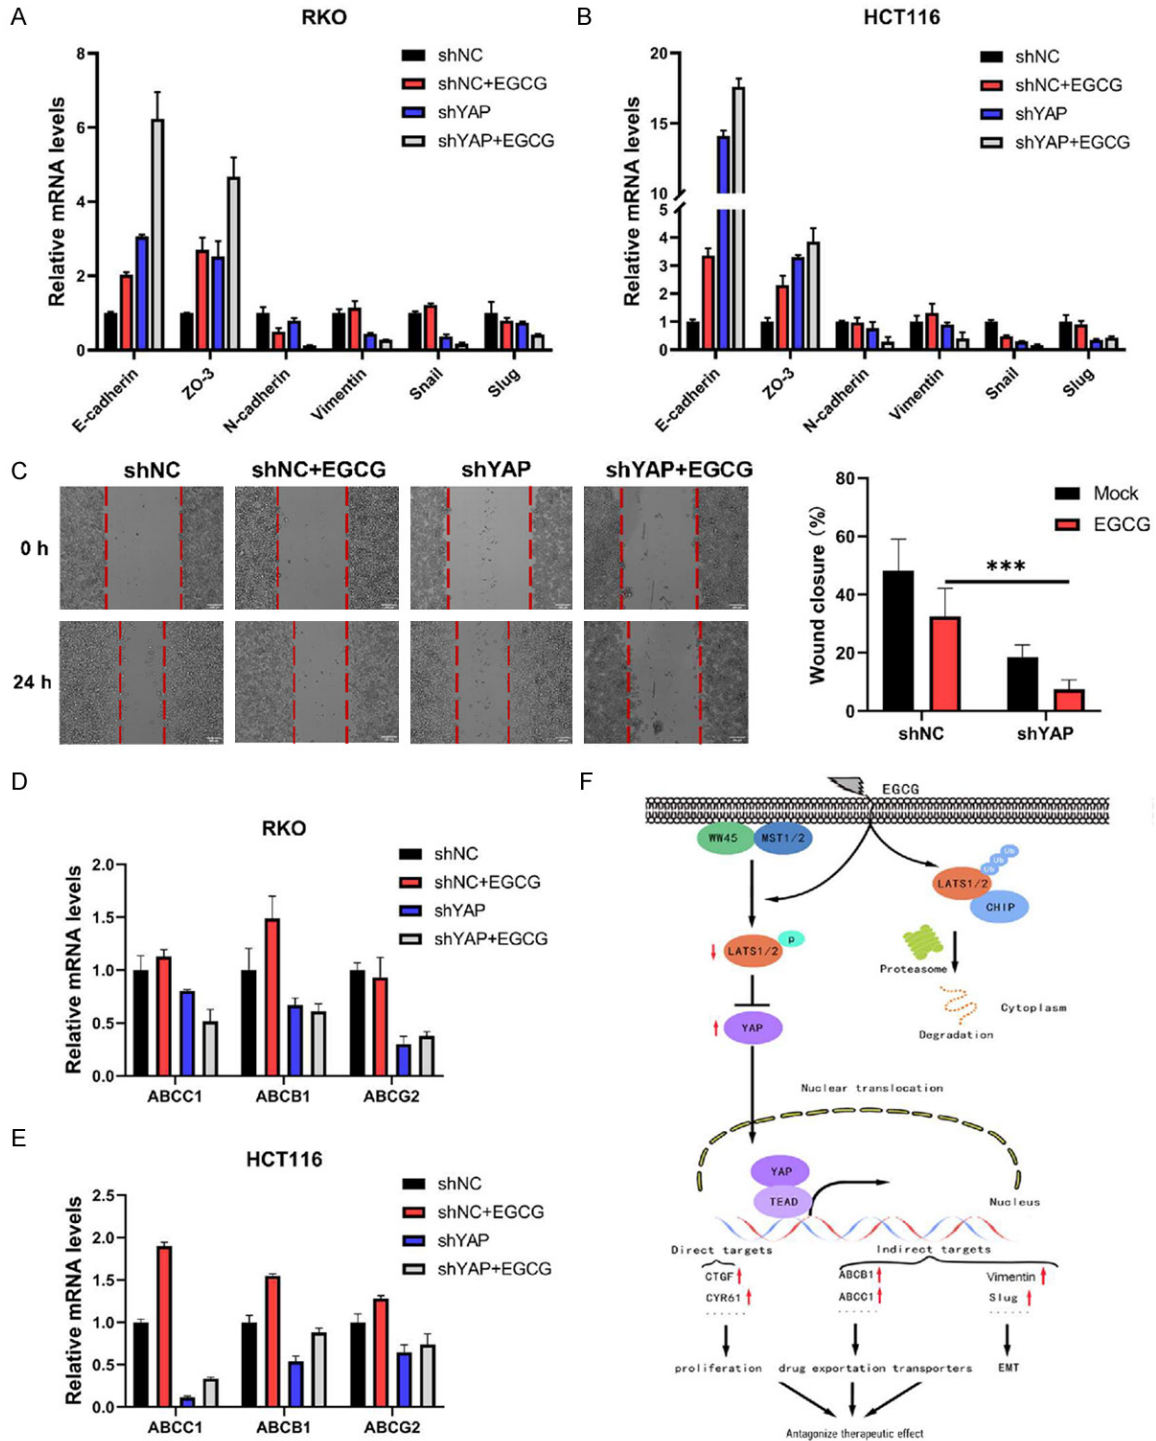 A
RKO
Relative mRNA levels
8
6
4
2
0
shNC
shNC+EGCG
shYAP
shYAP+EGCG
E-cadherin
ZO-3
N-cadherin
Vimentin
Snail
Slug
B
HCT116
Relative mRNA levels
20
15
10
5
4
3
2
1
0
shNC
shNC+EGCG
shYAP
shYAP+EGCG
E-cadherin
ZO-3
N-cadherin
Vimentin
Snail
Slug
C
shNC
shNC+EGCG
shYAP
shYAP+EGCG
0 h
24 h
Wound closure (%)
80
60
40
20
0
Mock
EGCG
***
shNC
shYAP
D
RKO
Relative mRNA levels
2.0
1.5
1.0
0.5
0.0
shNC
shNC+EGCG
shYAP
shYAP+EGCG
ABCC1
ABCB1
ABCG2
E
HCT116
Relative mRNA levels
2.5
2.0
1.5
1.0
0.5
0.0
shNC
shNC+EGCG
shYAP
shYAP+EGCG
ABCC1
ABCB1
ABCG2
F
EGCG
WW45
MST1/2
Ub
Ub
Ub
LATS1/2
CHIP
LATS1/2
P
Proteasome
YAP
Cytoplasm
Degradation
Nuclear translocation
YAP
TEAD
Nucleus
Direct targets
Indirect targets
CTGF
CYR61
......
ABCB1
ABCC1
......
Vimentin
Slug
......
proliferation
drug exportation transporters
EMT
Antagonize therapeutic effect